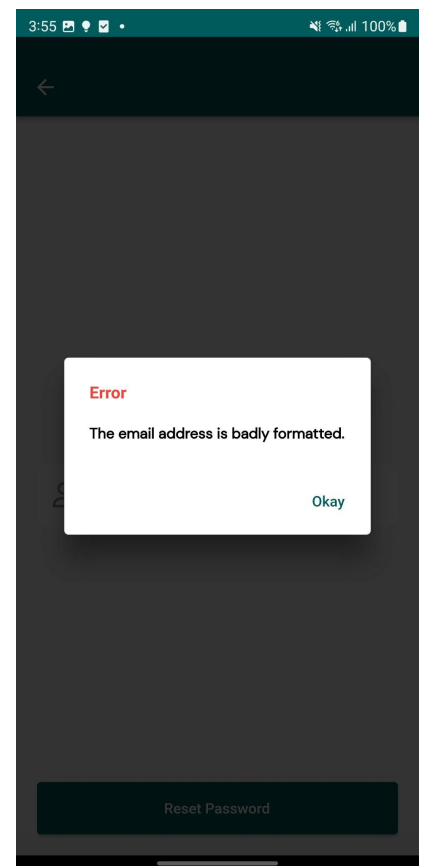 3:55 100%
Error
The email address is badly formatted.
Okay
Reset Password